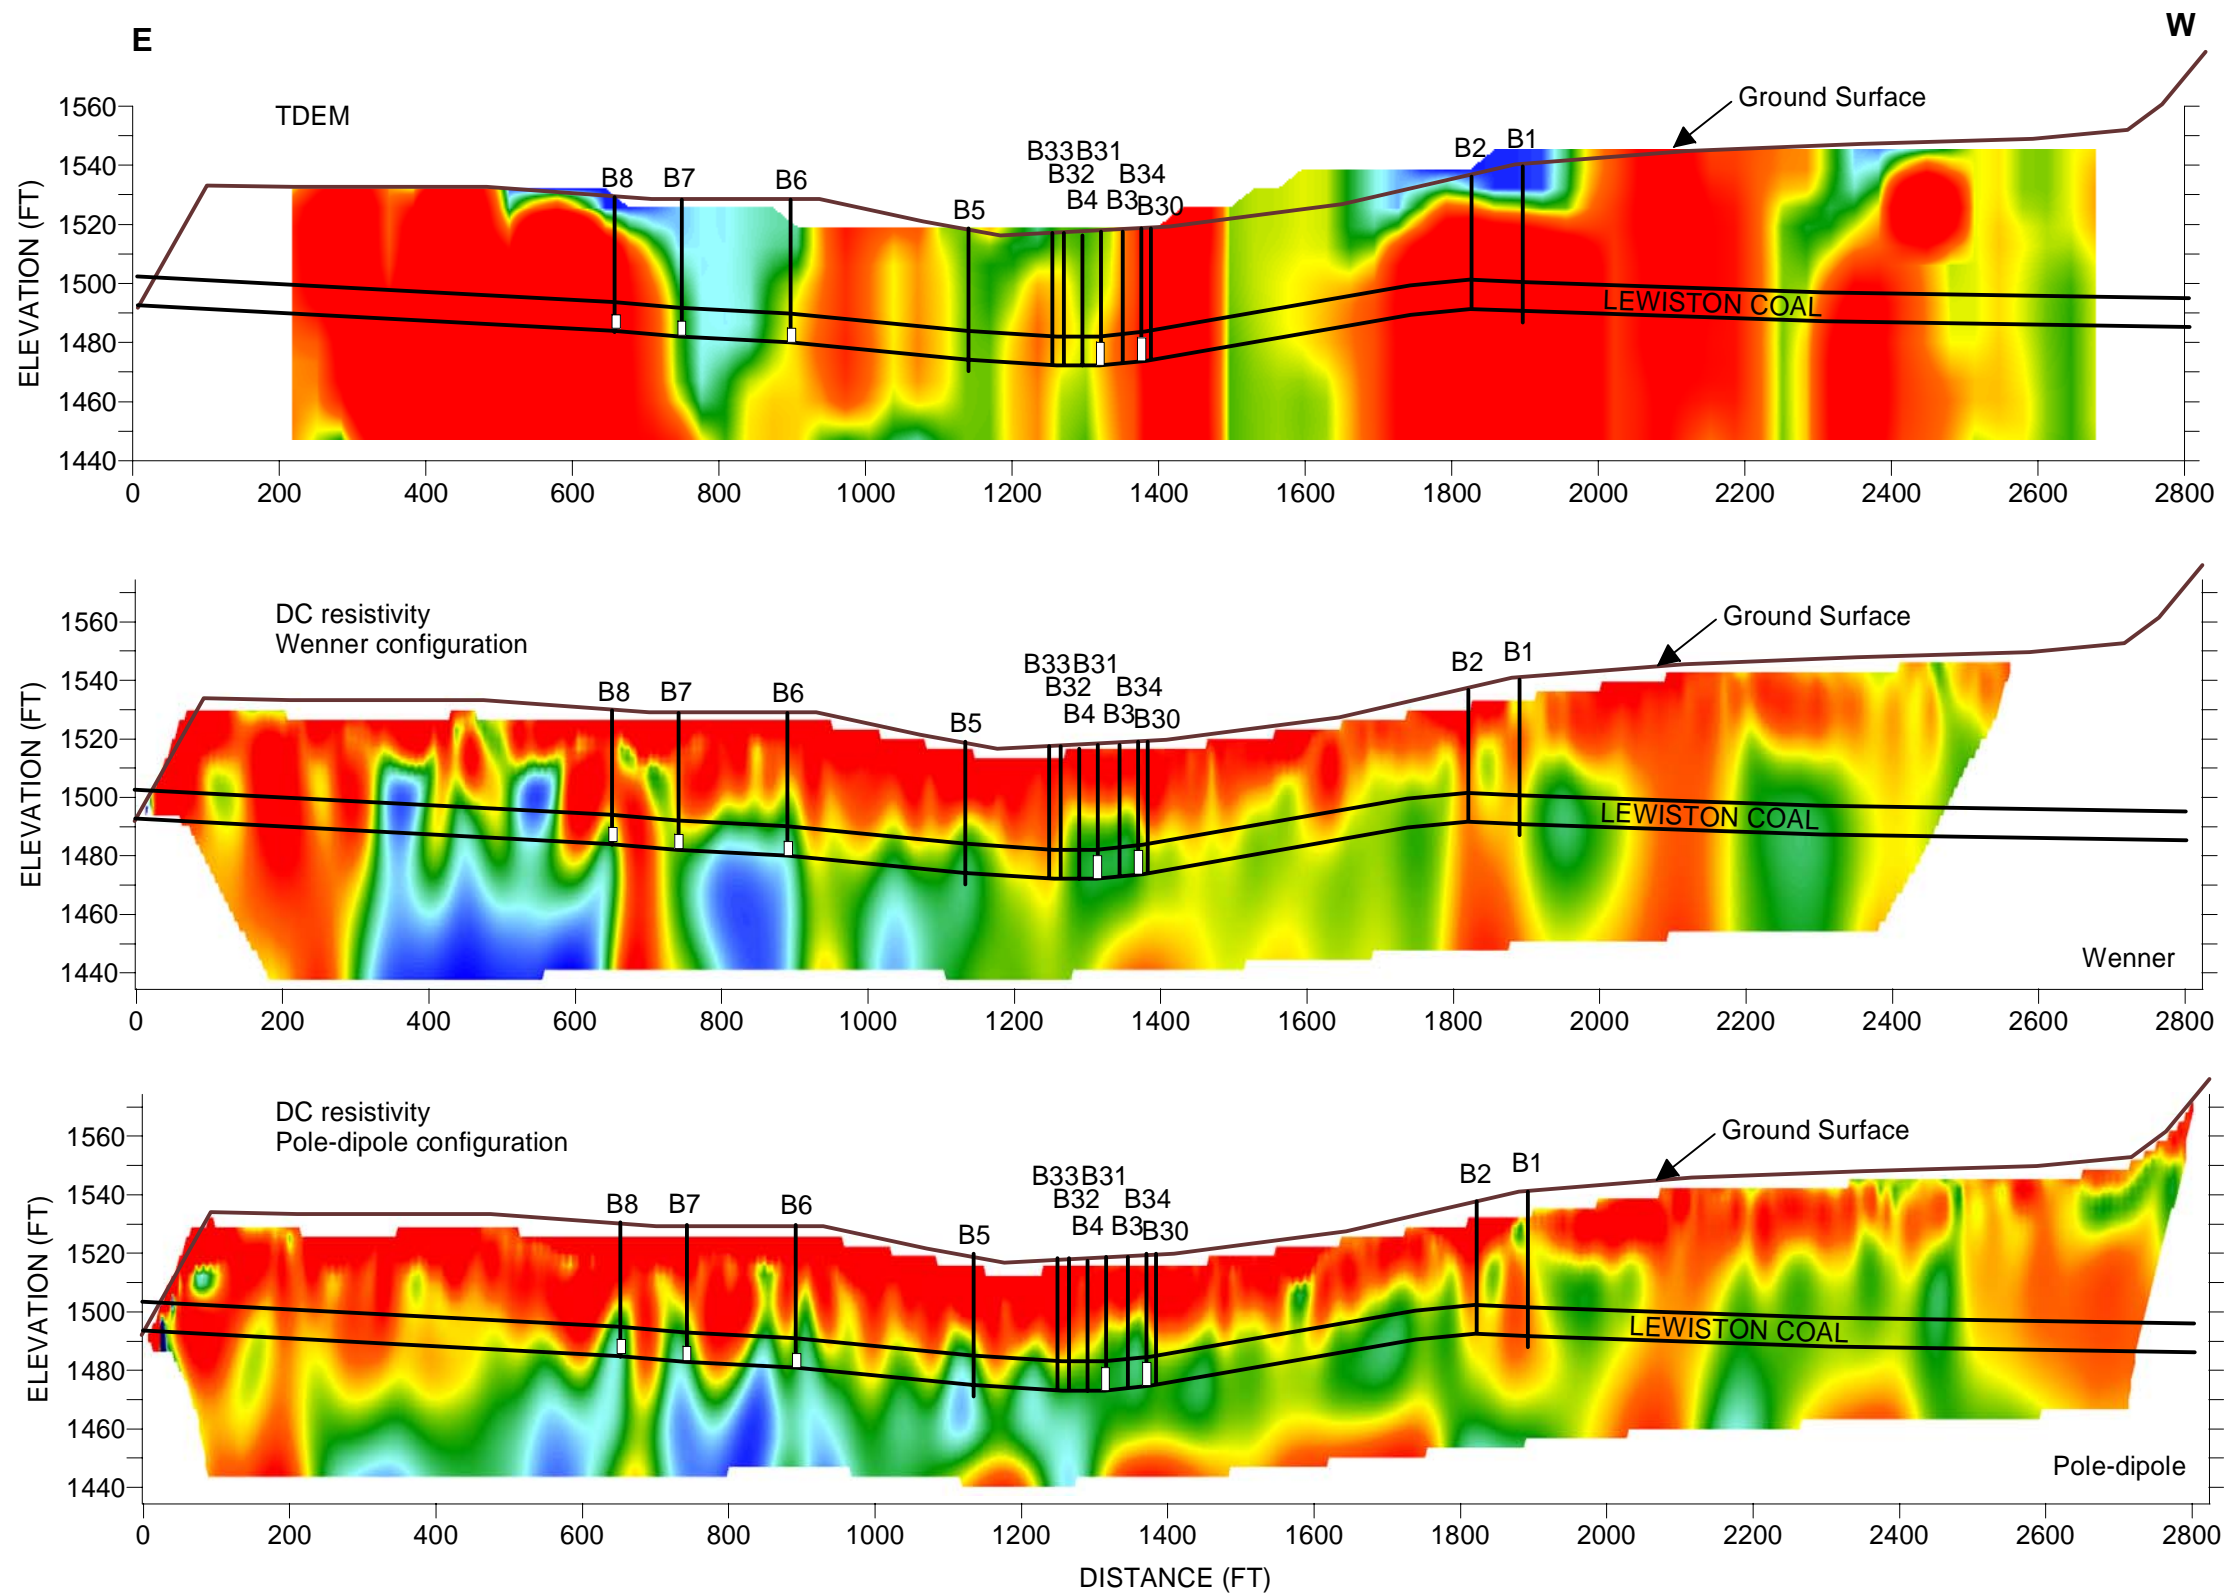 E W
1560
TDEM
Ground Surface
1540
B8 B7 B6 B5 B33 B31 B32 B34 B4 B3 B30 B2 B1
1520
1500
LEWISTON COAL
1480
1460
1440
ELEVATION (FT)
0 200 400 600 800 1000 1200 1400 1600 1800 2000 2200 2400 2600 2800
DC resistivity
Wenner configuration
Ground Surface
1560
1540
B8 B7 B6 B5 B33 B31 B32 B34 B4 B3 B30 B2 B1
1520
1500
LEWISTON COAL
1480
1460
1440
ELEVATION (FT)
Wenner
0 200 400 600 800 1000 1200 1400 1600 1800 2000 2200 2400 2600 2800
DC resistivity
Pole-dipole configuration
Ground Surface
1560
1540
B8 B7 B6 B5 B33 B31 B32 B34 B4 B3 B30 B2 B1
1520
1500
LEWISTON COAL
1480
1460
1440
ELEVATION (FT)
Pole-dipole
0 200 400 600 800 1000 1200 1400 1600 1800 2000 2200 2400 2600 2800
DISTANCE (FT)